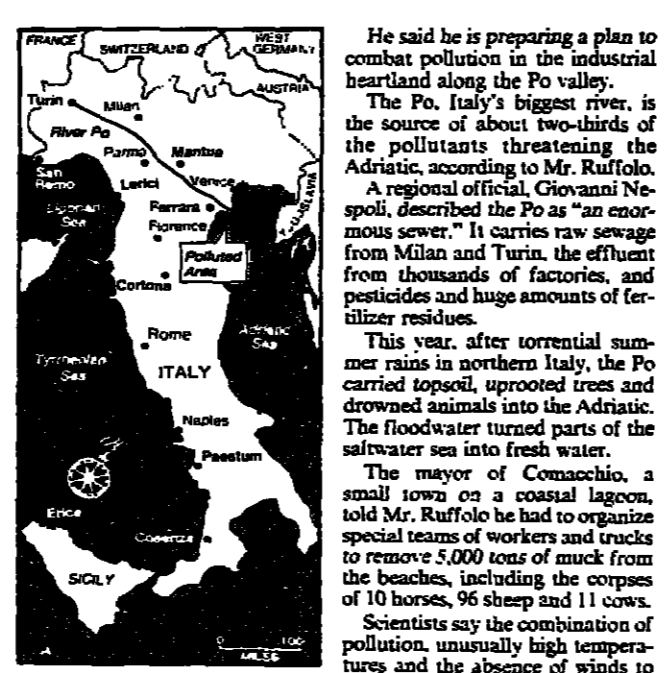 FRANCE
SWITZERLAND
WEST
GERMANY
AUSTRIA
Turin
Milan
River Po
Parma
Mantua
San
Remo
Lerici
Venice
YUGOSLAVIA
Ligurian
Sea
Ferrara
Florence
Polluted
Area
Cortona
Rome
Adriatic
Sea
Tyrrhenian
Sea
ITALY
Naples
Paestum
Erice
Cosenza
SICILY
0 100
MILES
He said he is preparing a plan to
combat pollution in the industrial
heartland along the Po valley.
The Po, Italy's biggest river, is
the source of about two-thirds of
the pollutants threatening the
Adriatic, according to Mr. Ruffolo.
A regional official, Giovanni Ne-
spoli, described the Po as "an enor-
mous sewer." It carries raw sewage
from Milan and Turin, the effluent
from thousands of factories, and
pesticides and huge amounts of fer-
tilizer residues.
This year, after torrential sum-
mer rains in northern Italy, the Po
carried topsoil, uprooted trees and
drowned animals into the Adriatic.
The floodwater turned parts of the
saltwater sea into fresh water.
The mayor of Comacchio, a
small town on a coastal lagoon,
told Mr. Ruffolo he had to organize
special teams of workers and trucks
to remove 5,000 tons of muck from
the beaches, including the corpses
of 10 horses, 96 sheep and 11 cows.
Scientists say the combination of
pollution, unusually high tempera-
tures and the absence of winds to